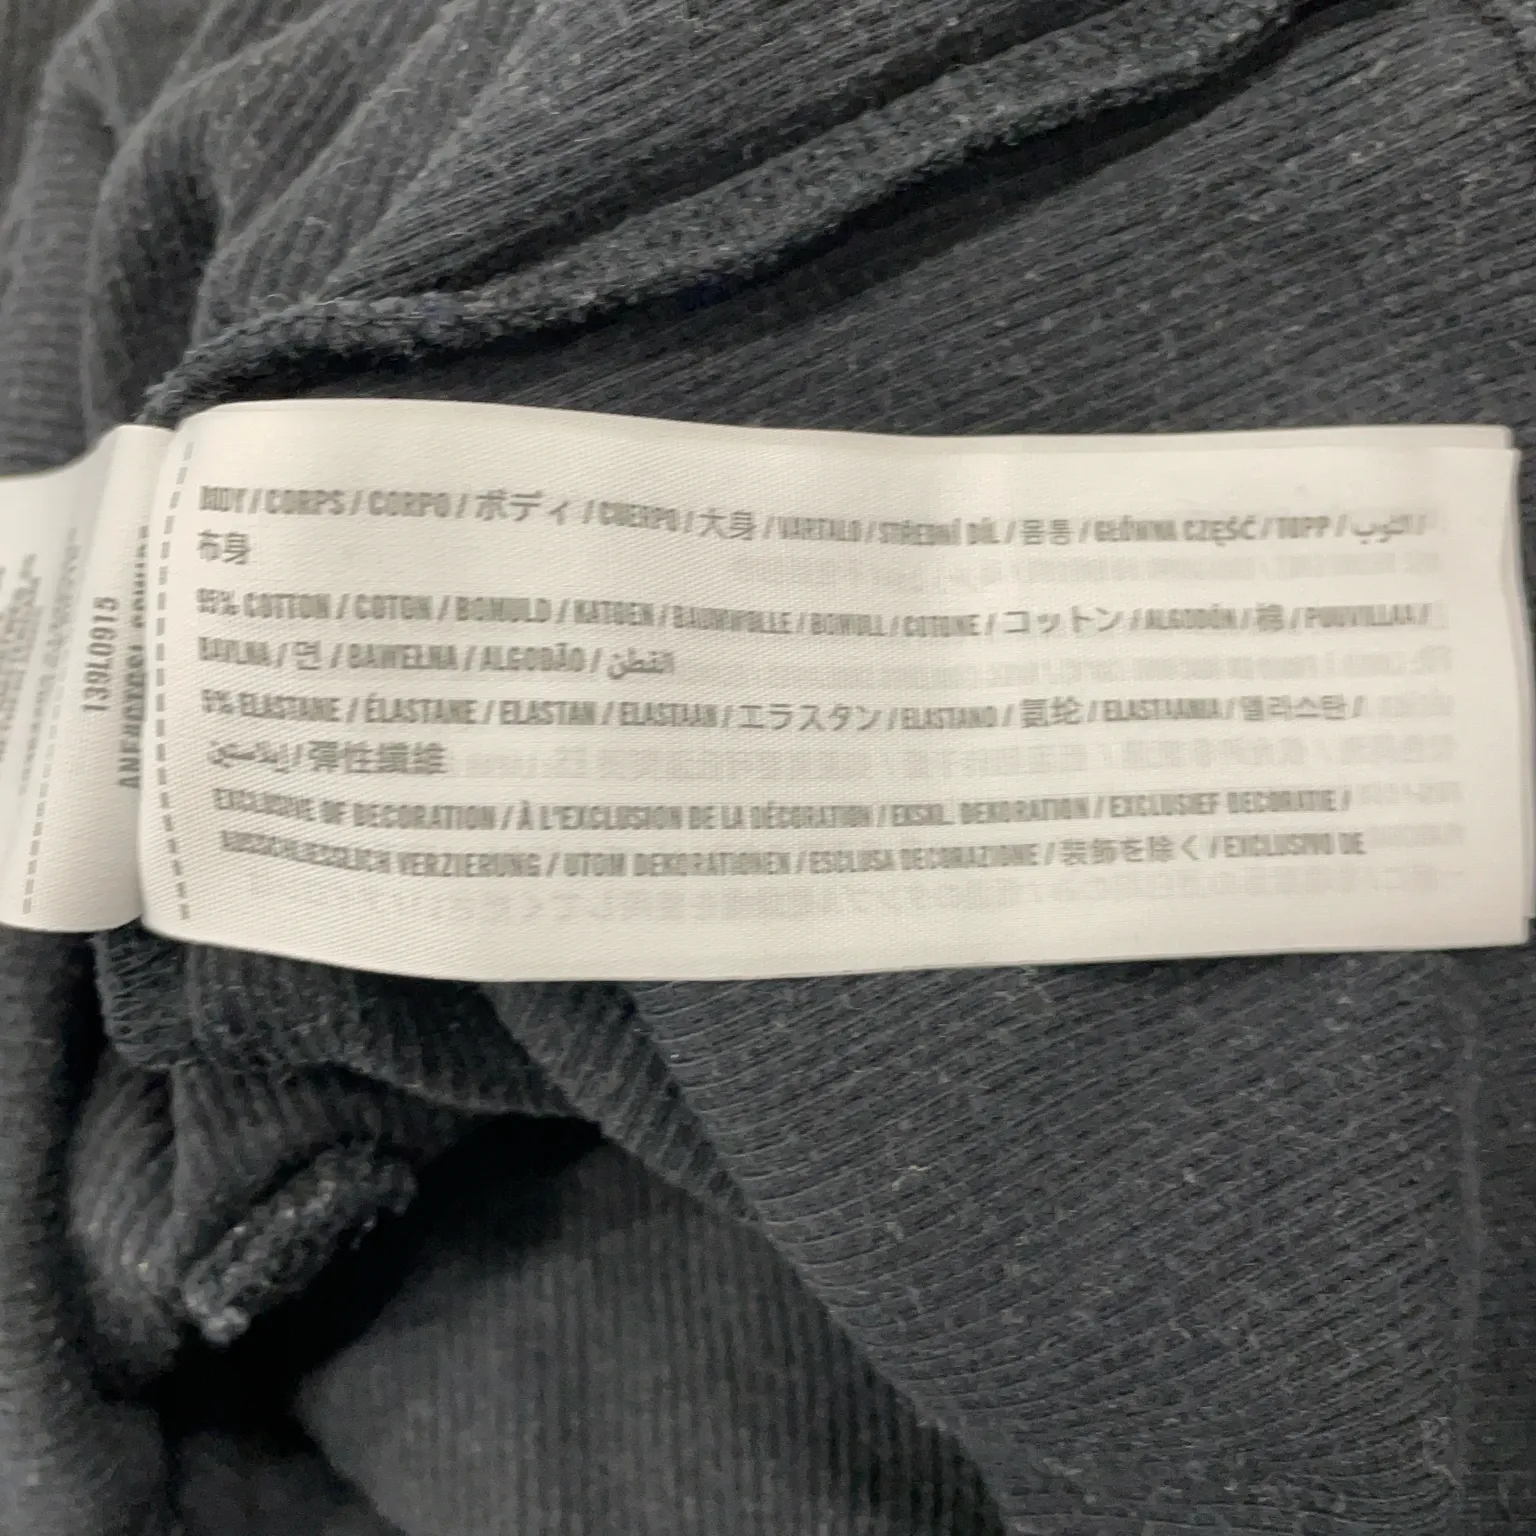 BODY / CORPS / CORPO / ボディ / CUERPO / 大身 / VARTALO / STŘEDNÍ DÍL / 몸통 / GŁÓWNA CZĘŚĆ / TOPP / الثوب /
布身
95% COTTON / COTON / BOMULD / KATOEN / BAUMWOLLE / BOMULL / COTONE / コットン / ALGODÓN / 棉 / PUUVILLAA /
BAVLNA / 면 / BAWEŁNA / ALGODÃO / القطن
5% ELASTANE / ÉLASTANE / ELASTAN / ELASTAAN / エラスタン / ELASTANO / 氨纶 / ELASTAANIA / 엘라스탄 /
إيلاستين / 彈性纖維
EXCLUSIVE OF DECORATION / À L'EXCLUSION DE LA DÉCORATION / EKSKL. DEKORATION / EXCLUSIEF DECORATIE /
AUSSCHLIESSLICH VERZIERUNG / UTOM DEKORATIONEN / ESCLUSA DECORAZIONE / 装飾を除く / EXCLUSIVO DE
139L0915